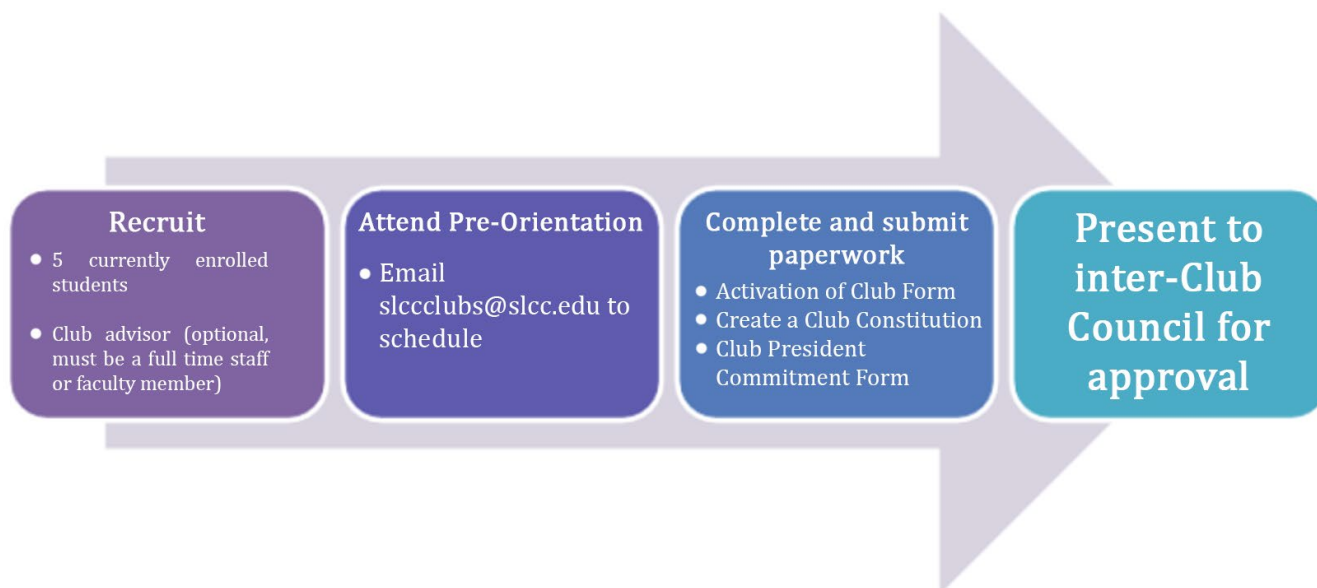 Recruit
5 currently enrolled
students
Club advisor (optional,
must be a full time staff
or faculty member)
Attend Pre-Orientation
Email
slccclubs@slcc.edu to
schedule
Complete and submit
paperwork
Activation of Club Form
Create a Club Constitution
Club President
Commitment Form
Present to
inter-Club
Council for
approval